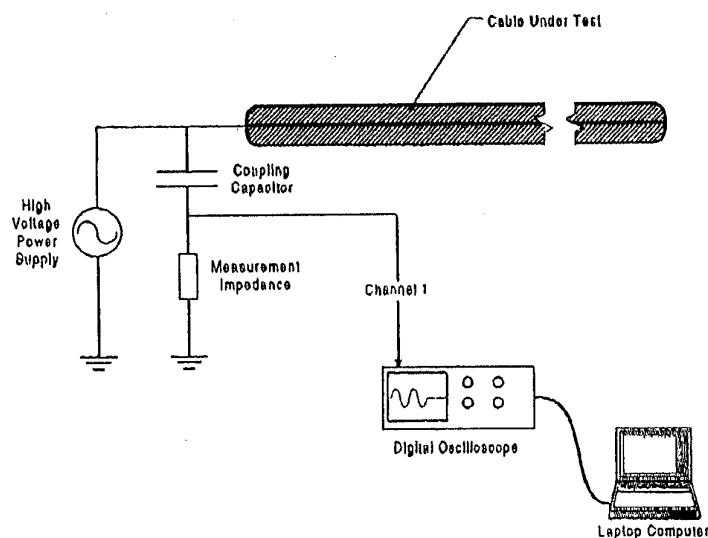 Cable Under Test
Coupling
Capacitor
High
Voltage
Power
Supply
Measurement
Impedance
Channel 1
Digital Oscilloscope
Laptop Computer